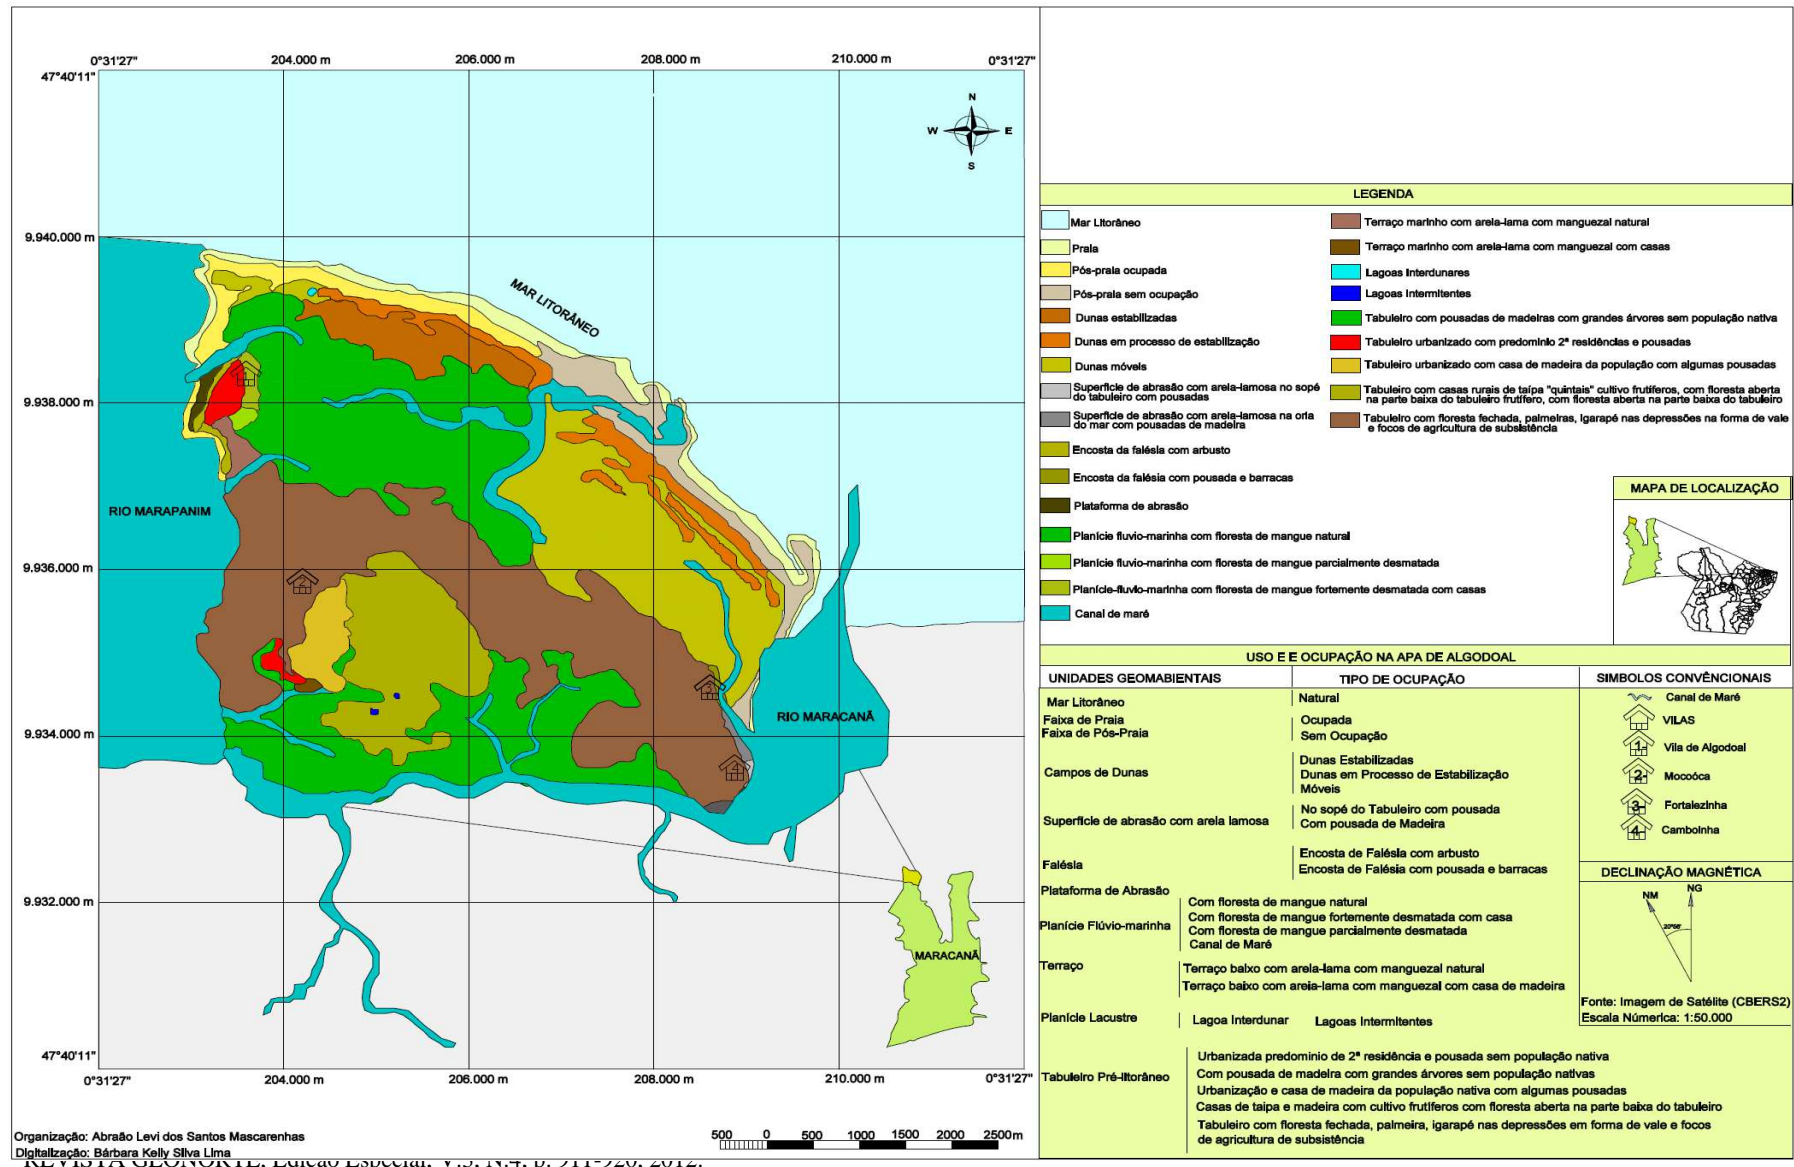 0°31'27"
204.000 m
206.000 m
208.000 m
210.000 m
0°31'27"
47°40'11"
N
W
E
S
9.940.000 m
MAR LITORÂNEO
9.938.000 m
1
RIO MARAPANIM
9.936.000 m
2
3
RIO MARACANÃ
9.934.000 m
4
9.932.000 m
MARACANÃ
47°40'11"
0°31'27"
204.000 m
206.000 m
208.000 m
210.000 m
0°31'27"
Organização: Abraão Levi dos Santos Mascarenhas
Digitalização: Bárbara Kelly Silva Lima
500 0 500 1000 1500 2000 2500m
REVISTA GEONORTE, Edição Especial, V.3, N.4, p. 911-920, 2012.
LEGENDA
Mar Litorâneo
Praia
Pós-praia ocupada
Pós-praia sem ocupação
Dunas estabilizadas
Dunas em processo de estabilização
Dunas móveis
Superfície de abrasão com areia-lamosa no sopé
do tabuleiro com pousadas
Superfície de abrasão com areia-lamosa na orla
do mar com pousadas de madeira
Encosta da falésia com arbusto
Encosta da falésia com pousada e barracas
Plataforma de abrasão
Planície fluvio-marinha com floresta de mangue natural
Planície fluvio-marinha com floresta de mangue parcialmente desmatada
Planície-fluvio-marinha com floresta de mangue fortemente desmatada com casas
Canal de maré
Terraço marinho com areia-lama com manguezal natural
Terraço marinho com areia-lama com manguezal com casas
Lagoas Interdunares
Lagoas Intermitentes
Tabuleiro com pousadas de madeiras com grandes árvores sem população nativa
Tabuleiro urbanizado com predominio 2ª residências e pousadas
Tabuleiro urbanizado com casa de madeira da população com algumas pousadas
Tabuleiro com casas rurais de taípa "quintais" cultivo frutíferos, com floresta aberta
na parte baixa do tabuleiro frutífero, com floresta aberta na parte baixa do tabuleiro
Tabuleiro com floresta fechada, palmeiras, igarapé nas depressões na forma de vale
e focos de agricultura de subsistência
MAPA DE LOCALIZAÇÃO
PA
USO E E OCUPAÇÃO NA APA DE ALGODOAL
UNIDADES GEOMABIENTAIS
TIPO DE OCUPAÇÃO
Mar Litorâneo
Natural
Faixa de Praia
Ocupada
Faixa de Pós-Praia
Sem Ocupação
Campos de Dunas
Dunas Estabilizadas
Dunas em Processo de Estabilização
Móveis
Superfície de abrasão com areia lamosa
No sopé do Tabuleiro com pousada
Com pousada de Madeira
Falésia
Encosta de Falésia com arbusto
Encosta de Falésia com pousada e barracas
Plataforma de Abrasão
Planície Flúvio-marinha
Com floresta de mangue natural
Com floresta de mangue fortemente desmatada com casa
Com floresta de mangue parcialmente desmatada
Canal de Maré
Terraço
Terraço baixo com areia-lama com manguezal natural
Terraço baixo com areia-lama com manguezal com casa de madeira
Planície Lacustre
Lagoa Interdunar
Lagoas Intermitentes
Tabuleiro Pré-litorâneo
Urbanizada predominio de 2ª residência e pousada sem população nativa
Com pousada de madeira com grandes árvores sem população nativas
Urbanização e casa de madeira da população nativa com algumas pousadas
Casas de taipa e madeira com cultivo frutíferos com floresta aberta na parte baixa do tabuleiro
Tabuleiro com floresta fechada, palmeira, igarapé nas depressões em forma de vale e focos
de agricultura de subsistência
SIMBOLOS CONVÊNCIONAIS
Canal de Maré
VILAS
1 Vila de Algodoal
2 Mocoóca
3 Fortalezinha
4 Camboinha
DECLINAÇÃO MAGNÉTICA
NM
NG
Fonte: Imagem de Satélite (CBERS2)
Escala Númerica: 1:50.000